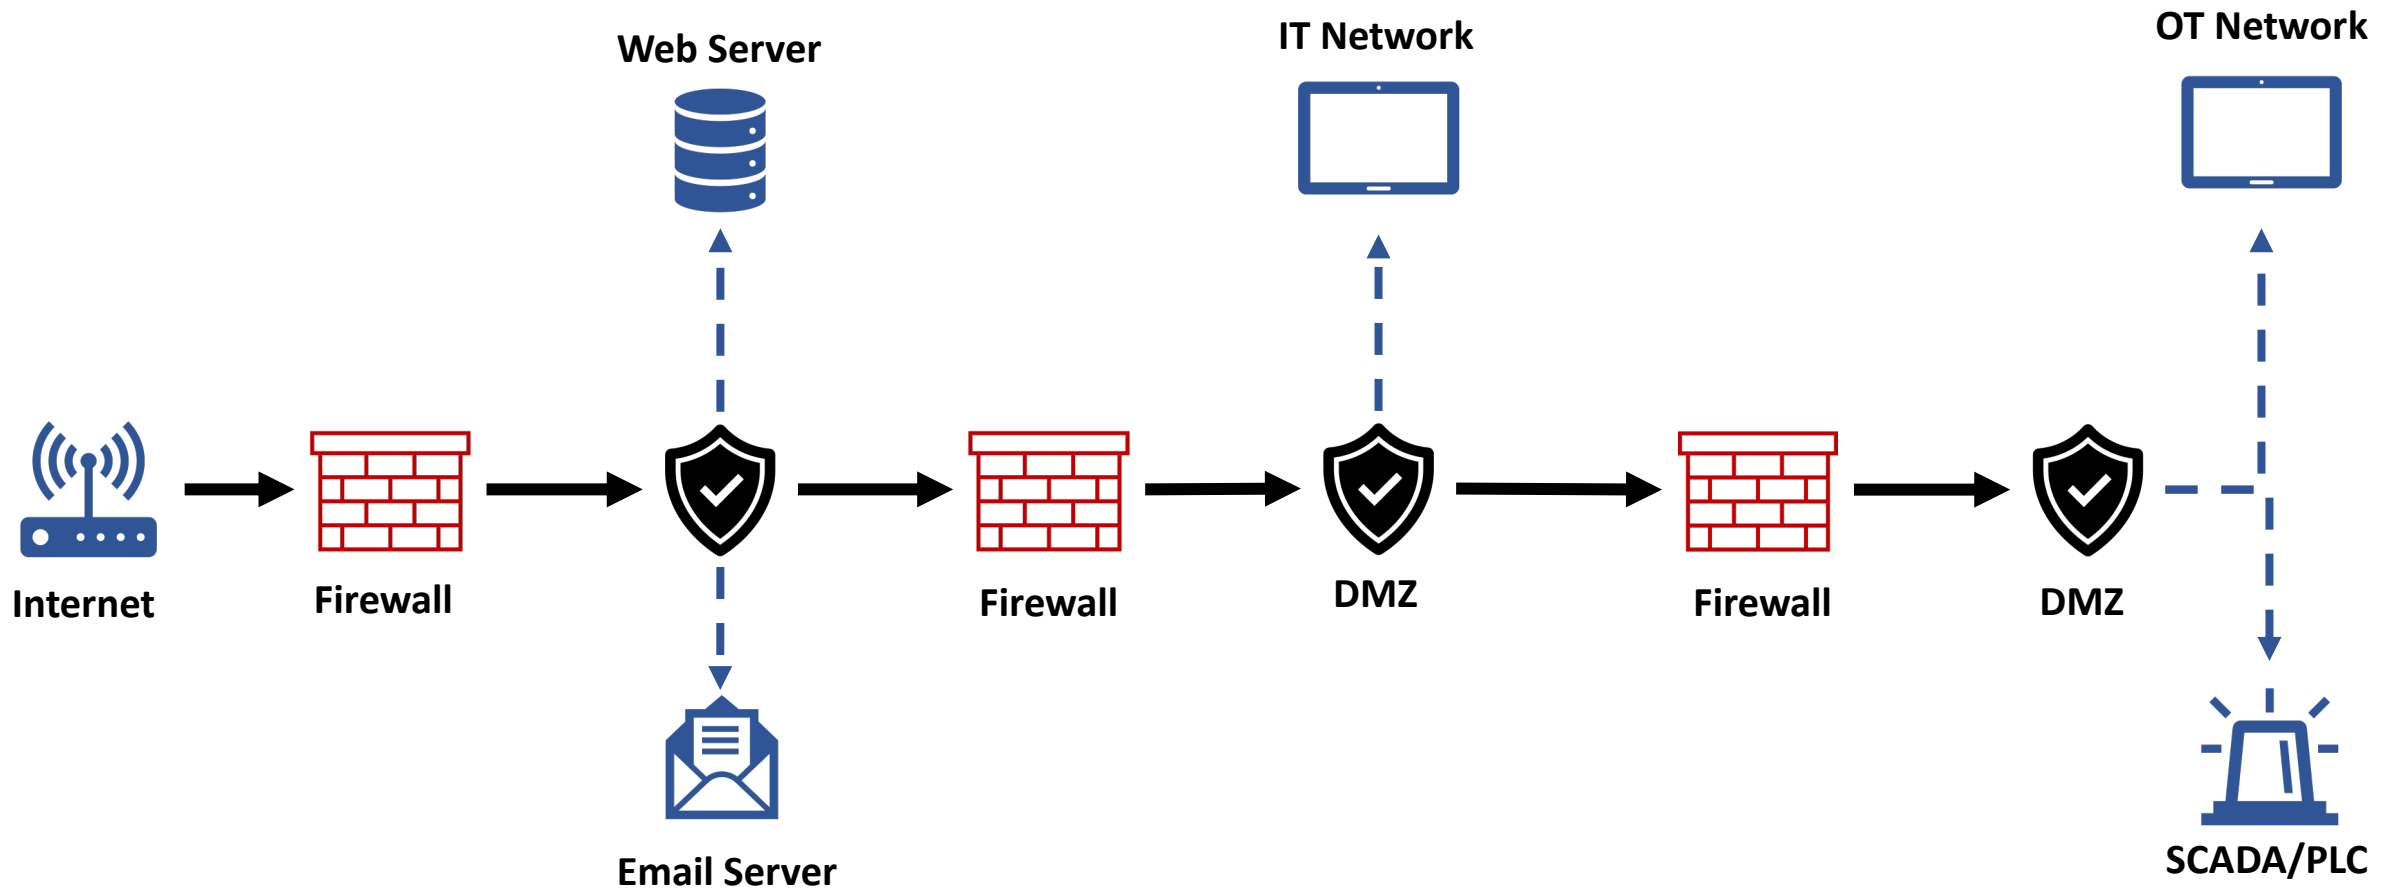 Web Server
IT Network
OT Network
Internet
Firewall
Firewall
DMZ
Firewall
DMZ
Email Server
SCADA/PLC